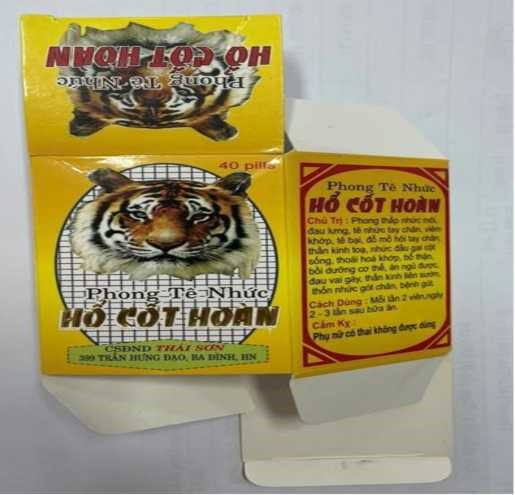 HỔ CỐT HOÀN
Phong Tê Nhức
40 pills
Phong Tê Nhức
HỔ CỐT HOÀN
CSĐND THÁI SƠN
399 TRẦN HƯNG ĐẠO, BA ĐÌNH, HN
Phong Tê Nhức
HỔ CỐT HOÀN
Chủ Trị : Phong thấp nhức mỏi,
đau lưng, tê nhức tay chân, viêm
khớp, tê bại, đổ mồ hôi tay chân,
thần kinh toạ, nhức đầu gai cột
sống, thoái hoá khớp, bổ thận,
bồi dưỡng cơ thể, ăn ngủ được,
đau vai gáy, thần kinh liên sườn,
thốn nhức gót chân, bệnh gút.
Cách Dùng : Mỗi lần 2 viên,ngày
2 - 3 lần sau bữa ăn.
Cấm Kỵ :
Phụ nữ có thai không được dùng